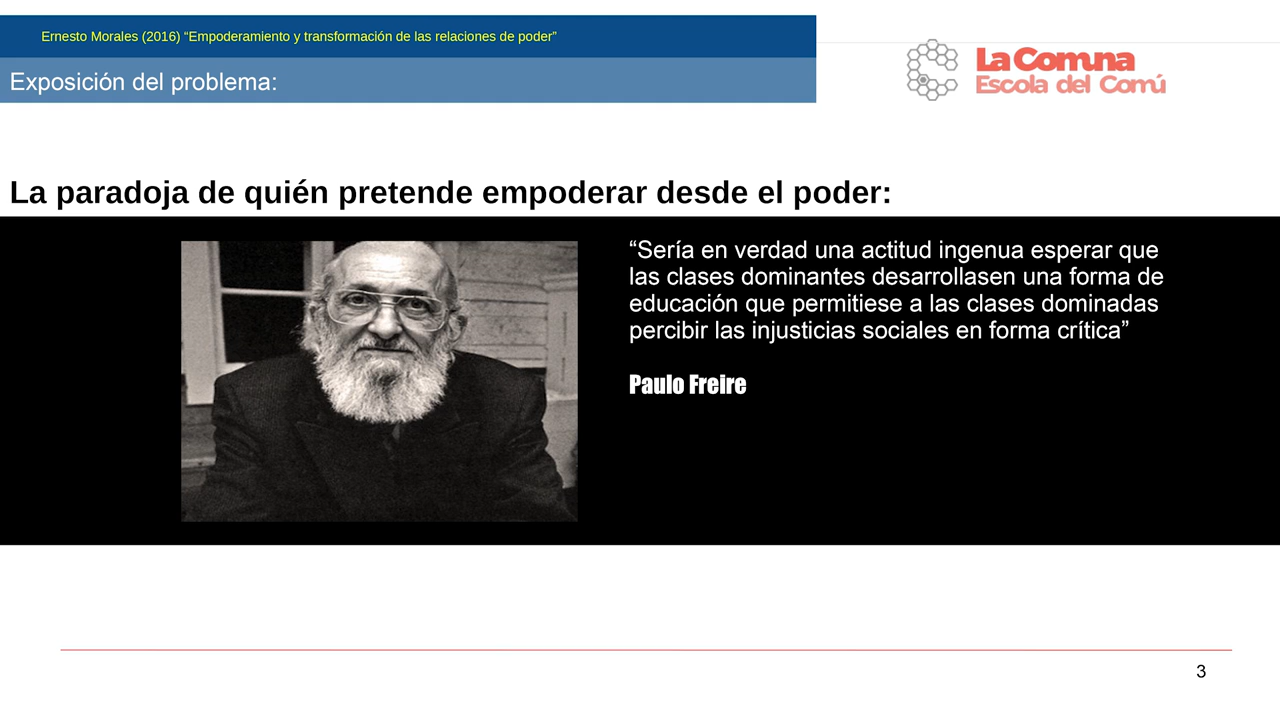 Ernesto Morales (2016) “Empoderamiento y transformación de las relaciones de poder”
Exposición del problema:
La Comuna
Escola del Comú
La paradoja de quién pretende empoderar desde el poder:
“Sería en verdad una actitud ingenua esperar que
las clases dominantes desarrollasen una forma de
educación que permitiese a las clases dominadas
percibir las injusticias sociales en forma crítica”
Paulo Freire
3